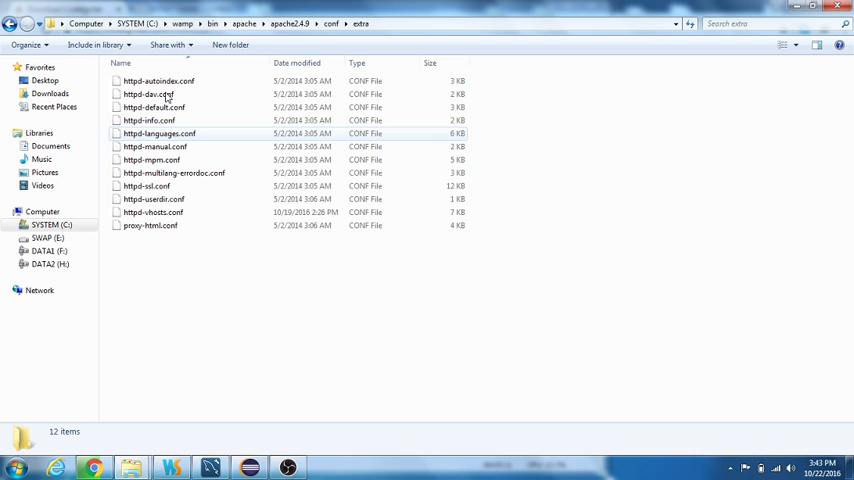 Computer ▸ SYSTEM (C:) ▸ wamp ▸ bin ▸ apache ▸ apache2.4.9 ▸ conf ▸ extra
Search extra
Organize Include in library Share with New folder
Name Date modified Type Size
Favorites
Desktop
Downloads
Recent Places
Libraries
Documents
Music
Pictures
Videos
Computer
SYSTEM (C:)
SWAP (E:)
DATA1 (F:)
DATA2 (H:)
Network
httpd-autoindex.conf 5/2/2014 3:05 AM CONF File 3 KB
httpd-dav.conf 5/2/2014 3:05 AM CONF File 2 KB
httpd-default.conf 5/2/2014 3:05 AM CONF File 3 KB
httpd-info.conf 5/2/2014 3:05 AM CONF File 2 KB
httpd-languages.conf 5/2/2014 3:05 AM CONF File 6 KB
httpd-manual.conf 5/2/2014 3:05 AM CONF File 2 KB
httpd-mpm.conf 5/2/2014 3:05 AM CONF File 5 KB
httpd-multilang-errordoc.conf 5/2/2014 3:05 AM CONF File 3 KB
httpd-ssl.conf 5/2/2014 3:05 AM CONF File 12 KB
httpd-userdir.conf 5/2/2014 3:06 AM CONF File 1 KB
httpd-vhosts.conf 10/19/2016 2:26 PM CONF File 7 KB
proxy-html.conf 5/2/2014 3:06 AM CONF File 4 KB
12 items
3:43 PM
10/22/2016